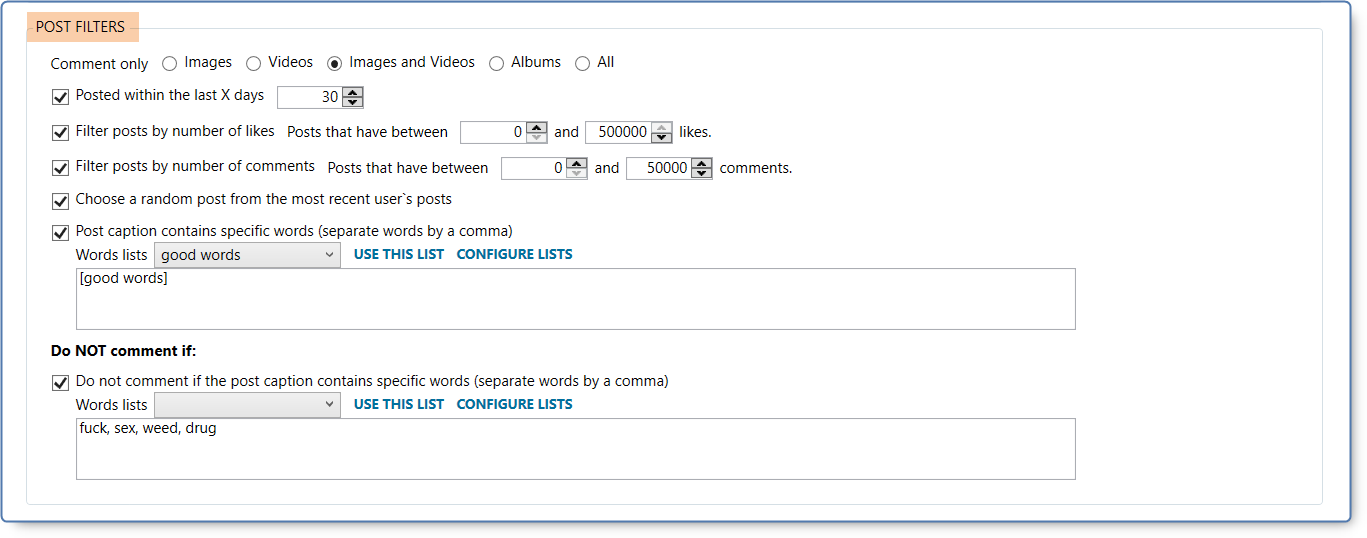 POST FILTERS
Comment only Images Videos Images and Videos Albums All
Posted within the last X days 30
Filter posts by number of likes Posts that have between 0 and 500000 likes.
Filter posts by number of comments Posts that have between 0 and 50000 comments.
Choose a random post from the most recent user`s posts
Post caption contains specific words (separate words by a comma)
Words lists good words USE THIS LIST CONFIGURE LISTS
[good words]
Do NOT comment if:
Do not comment if the post caption contains specific words (separate words by a comma)
Words lists USE THIS LIST CONFIGURE LISTS
fuck, sex, weed, drug